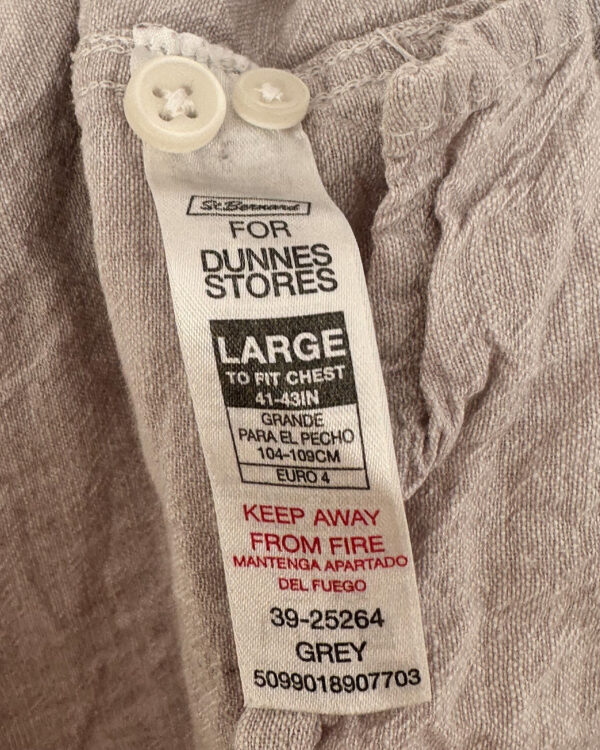 St. Bernard
FOR
DUNNES
STORES
LARGE
TO FIT CHEST
41-43IN
GRANDE
PARA EL PECHO
104-109CM
EURO 4
KEEP AWAY
FROM FIRE
MANTENGA APARTADO
DEL FUEGO
39-25264
GREY
5099018907703